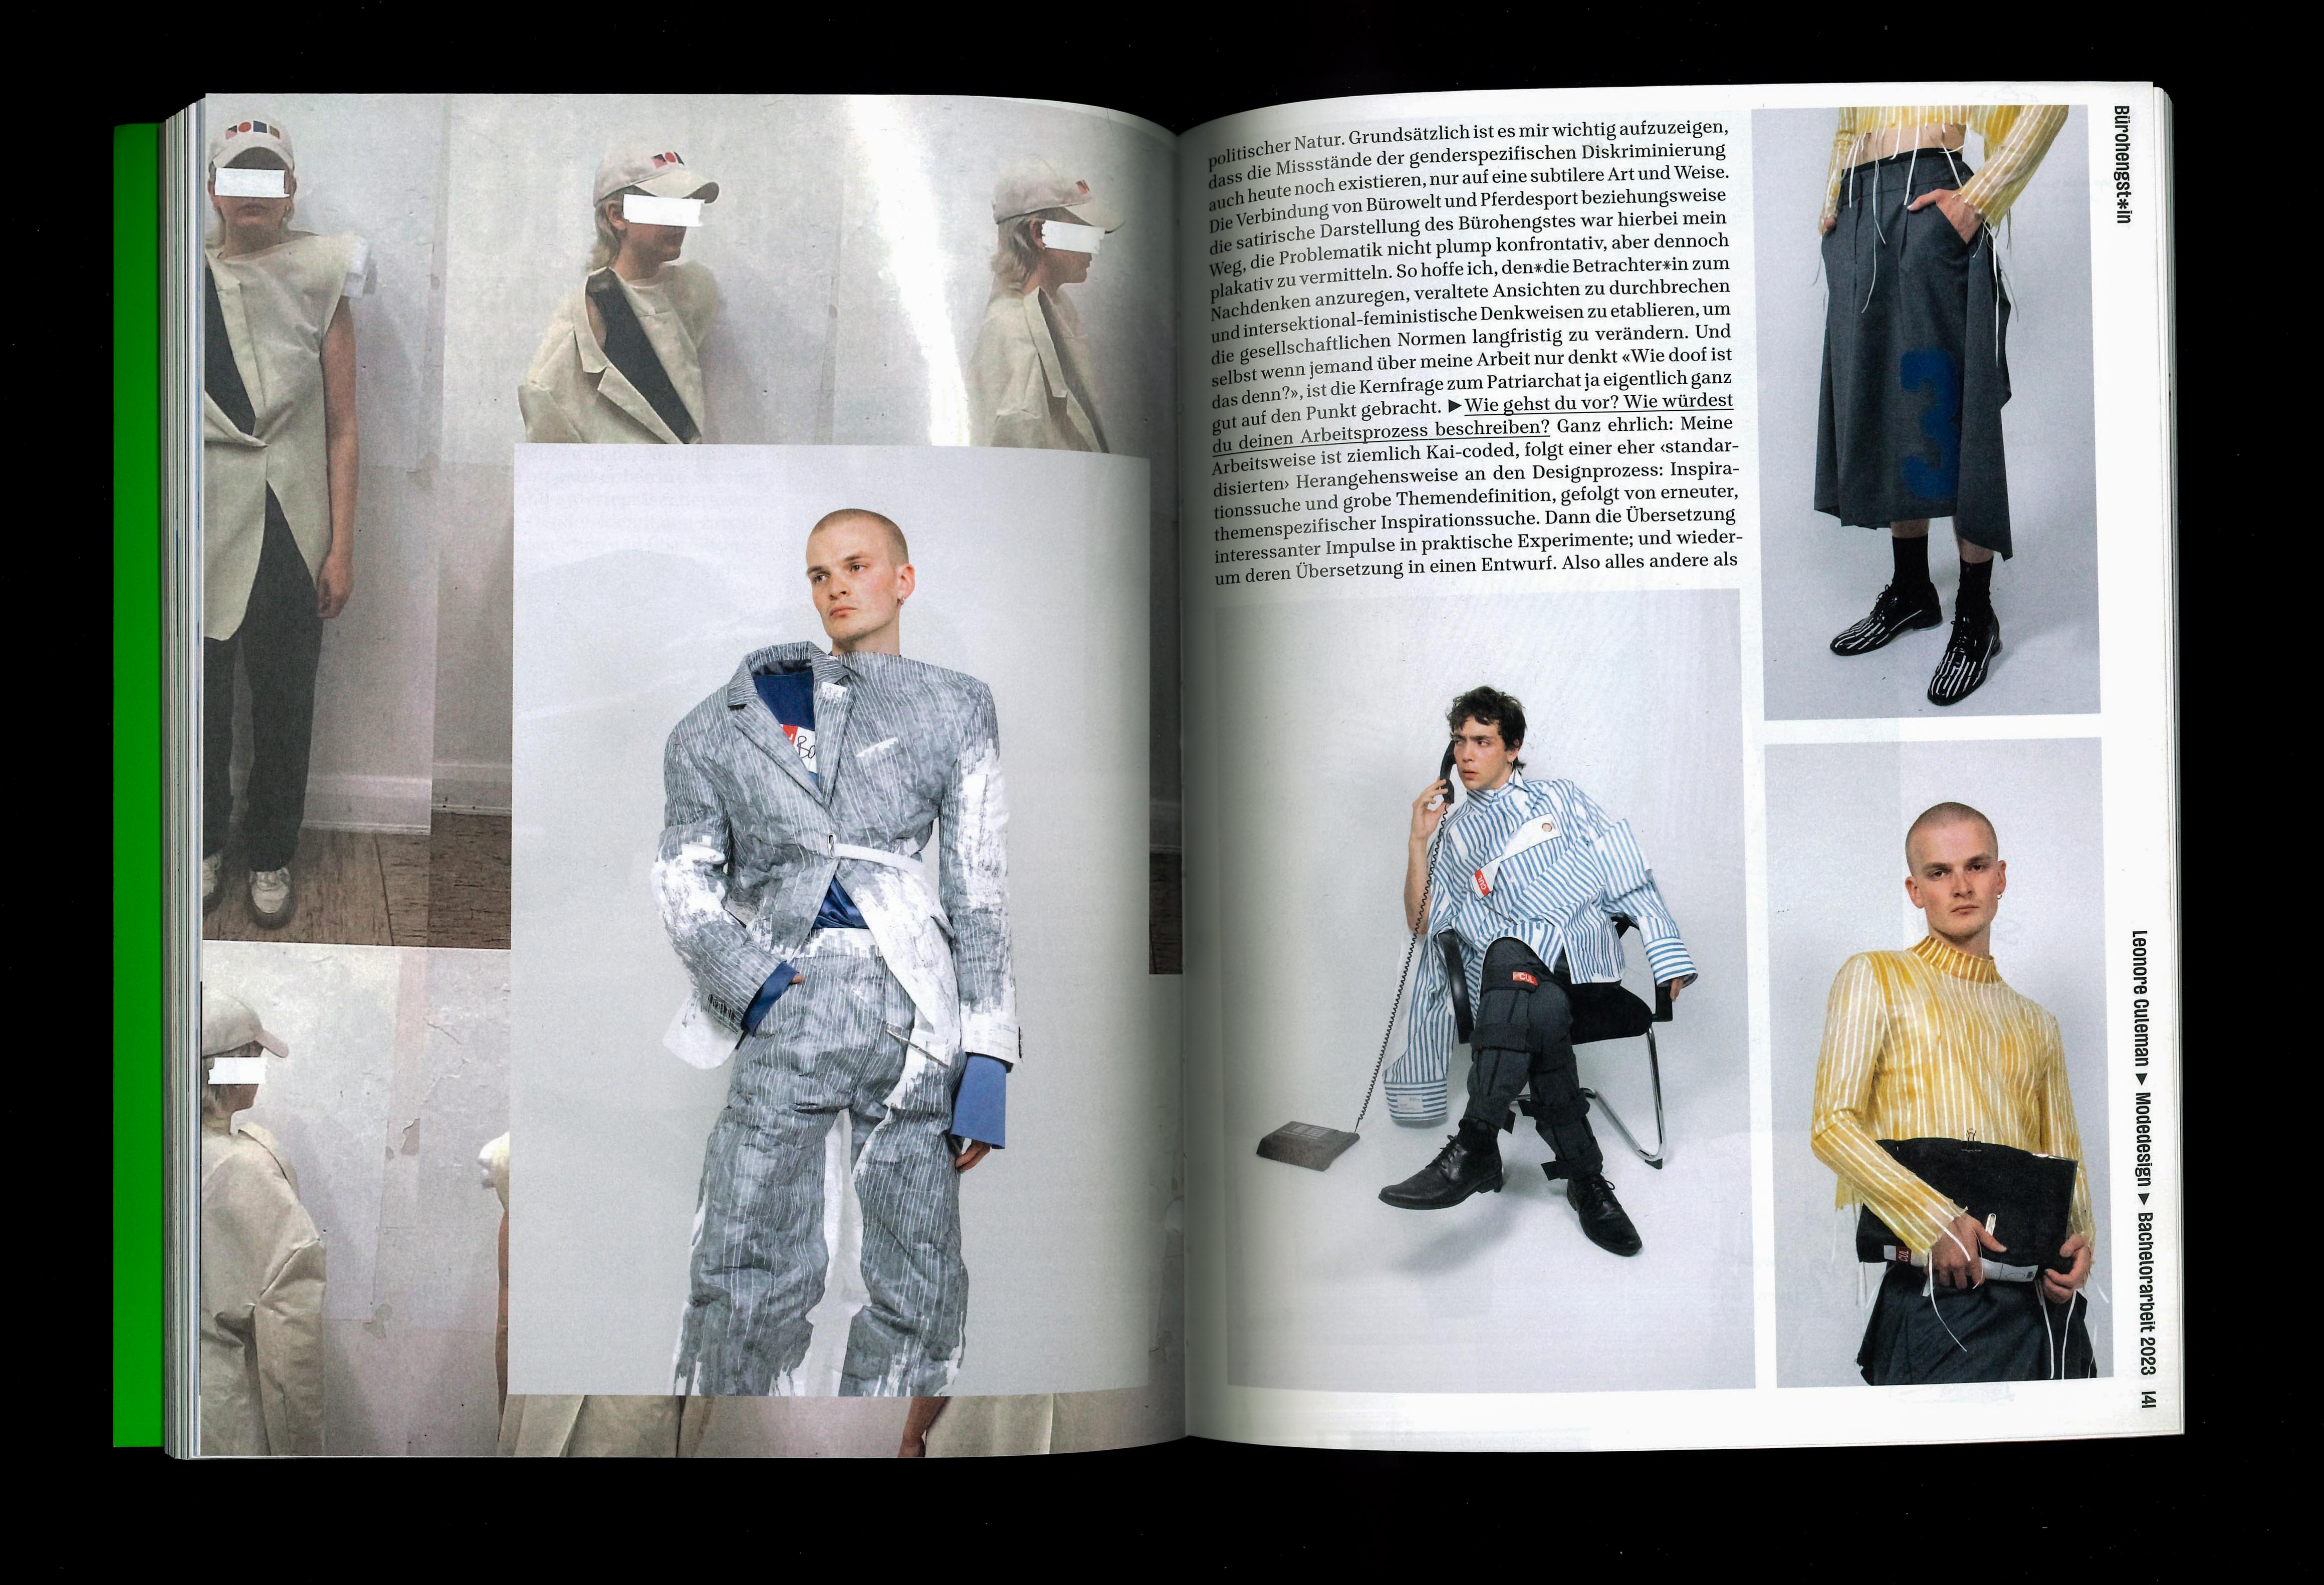 politischer Natur. Grundsätzlich ist es mir wichtig aufzuzeigen,
dass die Missstände der genderspezifischen Diskriminierung
auch heute noch existieren, nur auf eine subtilere Art und Weise.
Die Verbindung von Bürowelt und Pferdesport beziehungsweise
die satirische Darstellung des Bürohengstes war hierbei mein
Weg, die Problematik nicht plump konfrontativ, aber dennoch
plakativ zu vermitteln. So hoffe ich, den*die Betrachter*in zum
Nachdenken anzuregen, veraltete Ansichten zu durchbrechen
und intersektional-feministische Denkweisen zu etablieren, um
die gesellschaftlichen Normen langfristig zu verändern. Und
selbst wenn jemand über meine Arbeit nur denkt «Wie doof ist
das denn?», ist die Kernfrage zum Patriarchat ja eigentlich ganz
gut auf den Punkt gebracht. ▶Wie gehst du vor? Wie würdest
du deinen Arbeitsprozess beschreiben? Ganz ehrlich: Meine
Arbeitsweise ist ziemlich Kai-coded, folgt einer eher ‹standar-
disierten› Herangehensweise an den Designprozess: Inspira-
tionssuche und grobe Themendefinition, gefolgt von erneuter,
themenspezifischer Inspirationssuche. Dann die Übersetzung
interessanter Impulse in praktische Experimente; und wieder-
um deren Übersetzung in einen Entwurf. Also alles andere als
3
CUL
Bürohengst*in
Leonore Culeman ▶ Modedesign ▶ Bachelorarbeit 2023 141